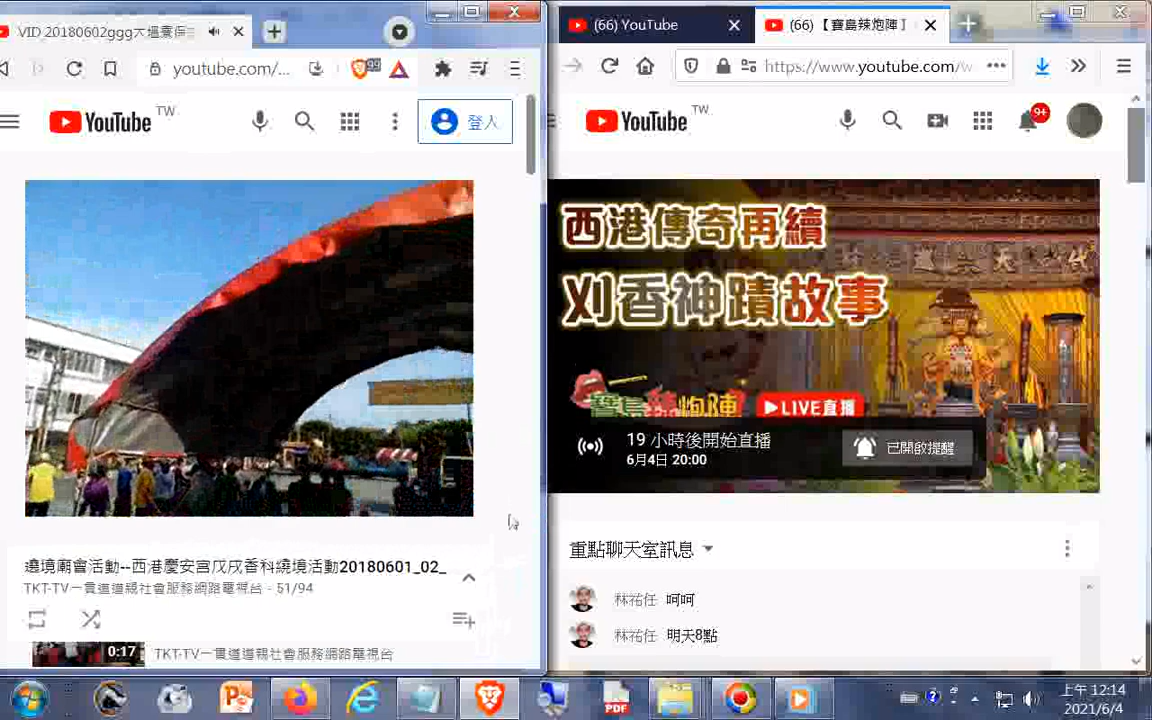 VID 20180602ggg大塭寮保
youtube.com/...
99
YouTube TW
登入
遶境廟會活動--西港慶安宮戊戌香科繞境活動20180601_02_
TKT-TV一貫道道親社會服務網路電視台 - 51/94
0:17
TKT-TV一貫道道親社會服務網路電視台
(66) YouTube
(66) 【寶島辣炮陣】
https://www.youtube.com/w
YouTube TW
9+
西港傳奇再續
刈香神蹟故事
寶島辣炮陣
LIVE直播
19 小時後開始直播
6月4日 20:00
已開啟提醒
重點聊天室訊息
林祐任 呵呵
林祐任 明天8點
PDF
上午 12:14
2021/6/4